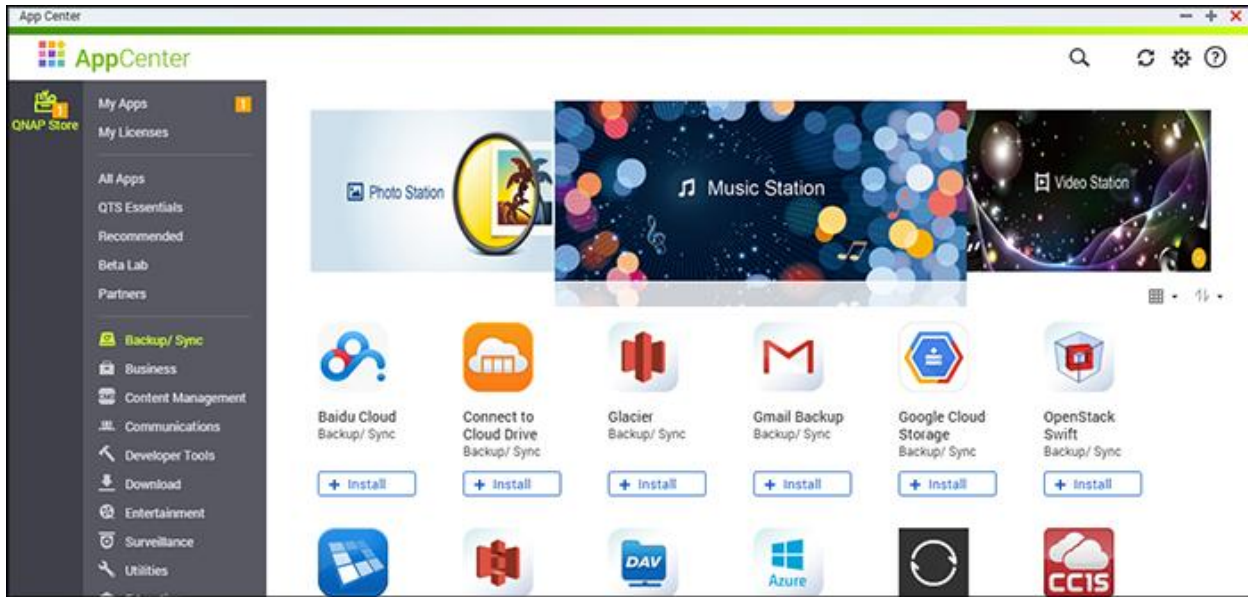 App Center
AppCenter
QNAP Store
1
My Apps
1
My Licenses
All Apps
QTS Essentials
Recommended
Beta Lab
Partners
Backup/ Sync
Business
Content Management
Communications
Developer Tools
Download
Entertainment
Surveillance
Utilities
Photo Station
Music Station
Video Station
Baidu Cloud
Backup/ Sync
+ Install
Connect to
Cloud Drive
Backup/ Sync
+ Install
Glacier
Backup/ Sync
+ Install
Gmail Backup
Backup/ Sync
+ Install
Google Cloud
Storage
Backup/ Sync
+ Install
OpenStack
Swift
Backup/ Sync
+ Install
DAV
Azure
CC1S